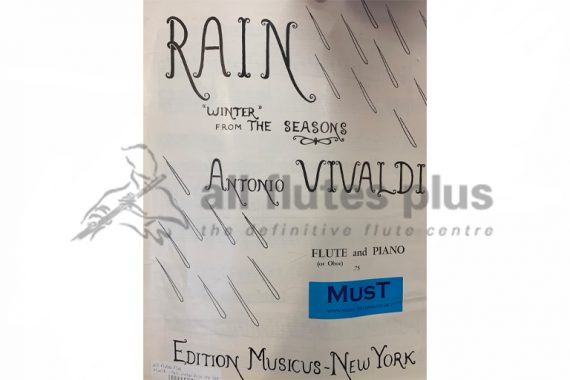 RAIN
"WINTER"
FROM THE SEASONS
ANTONIO VIVALDI
all flutes plus
the definitive flute centre
FLUTE and PIANO
(or Oboe) .75
MusT
EDITION MUSICUS~NEW YORK